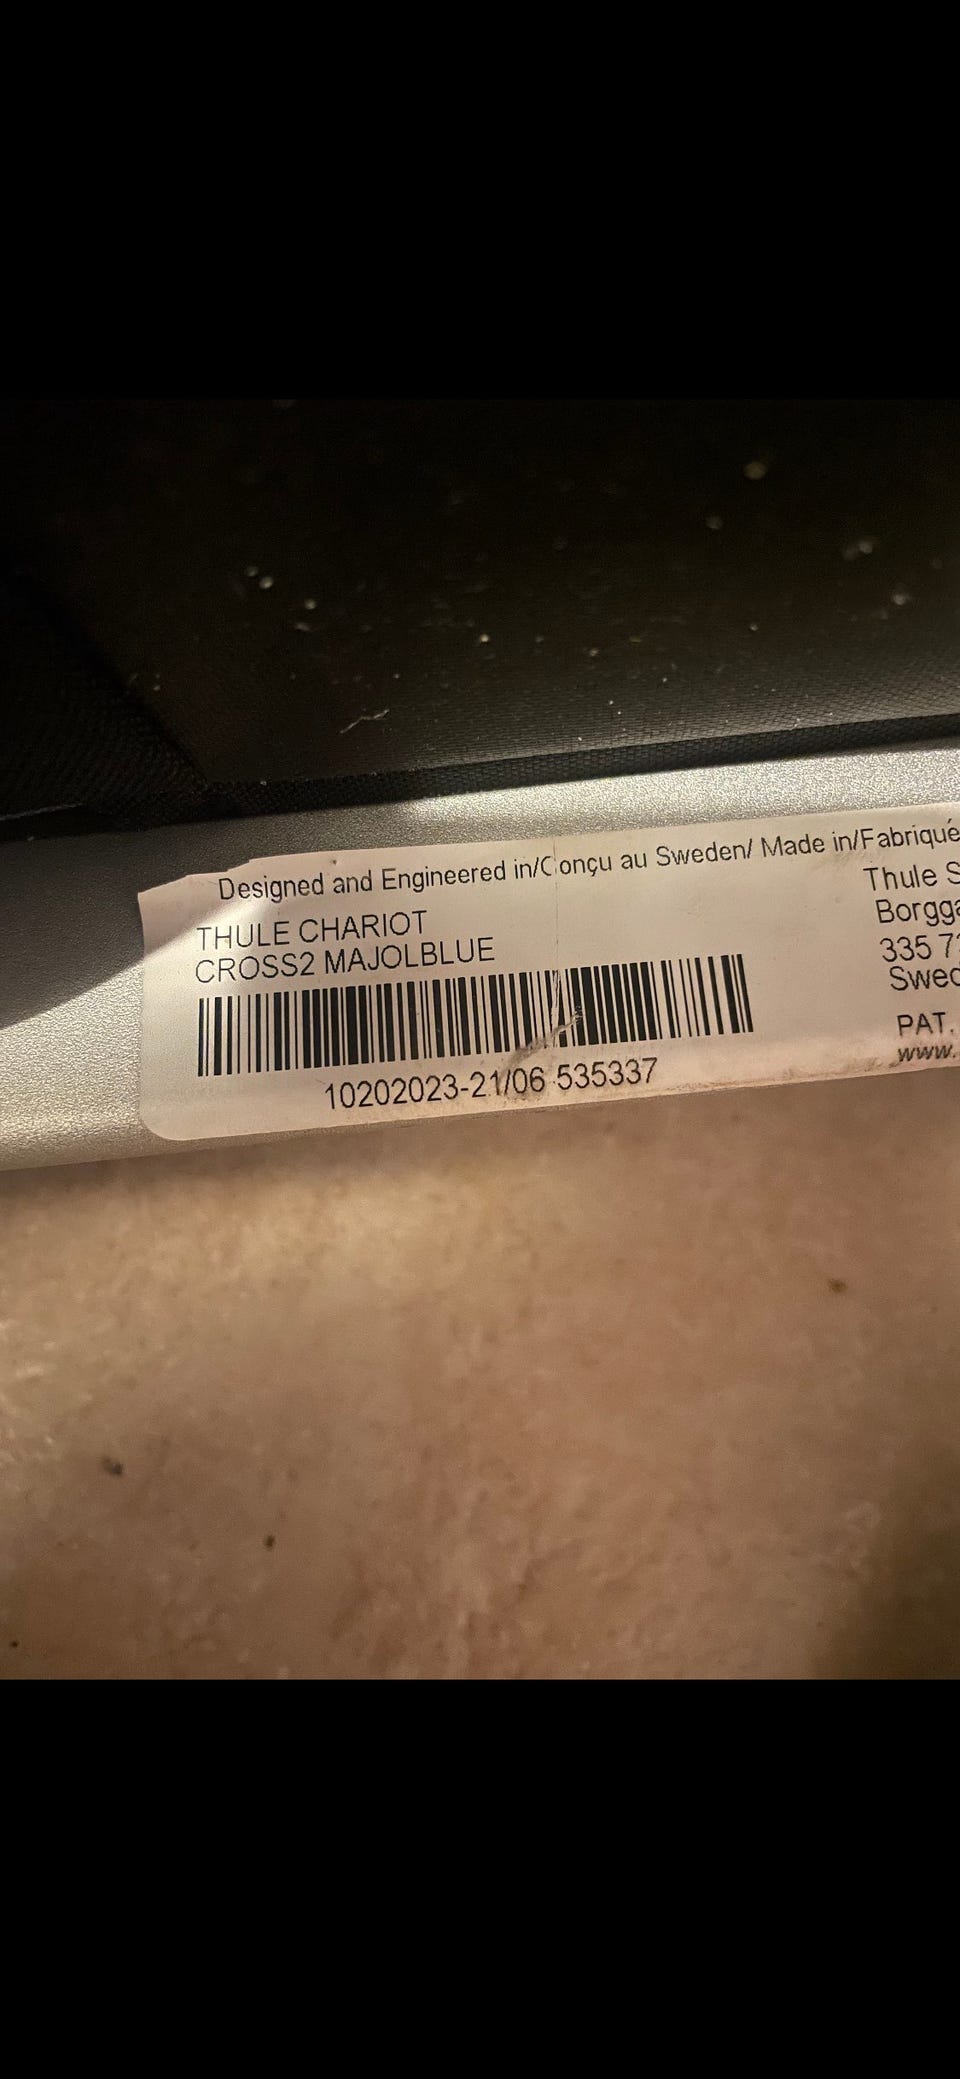 Designed and Engineered in/Conçu au Sweden/ Made in/Fabriqué
THULE CHARIOT
CROSS2 MAJOLBLUE
10202023-21/06 535337
Thule S
Borgga
335 7
Swed
PAT.
www.